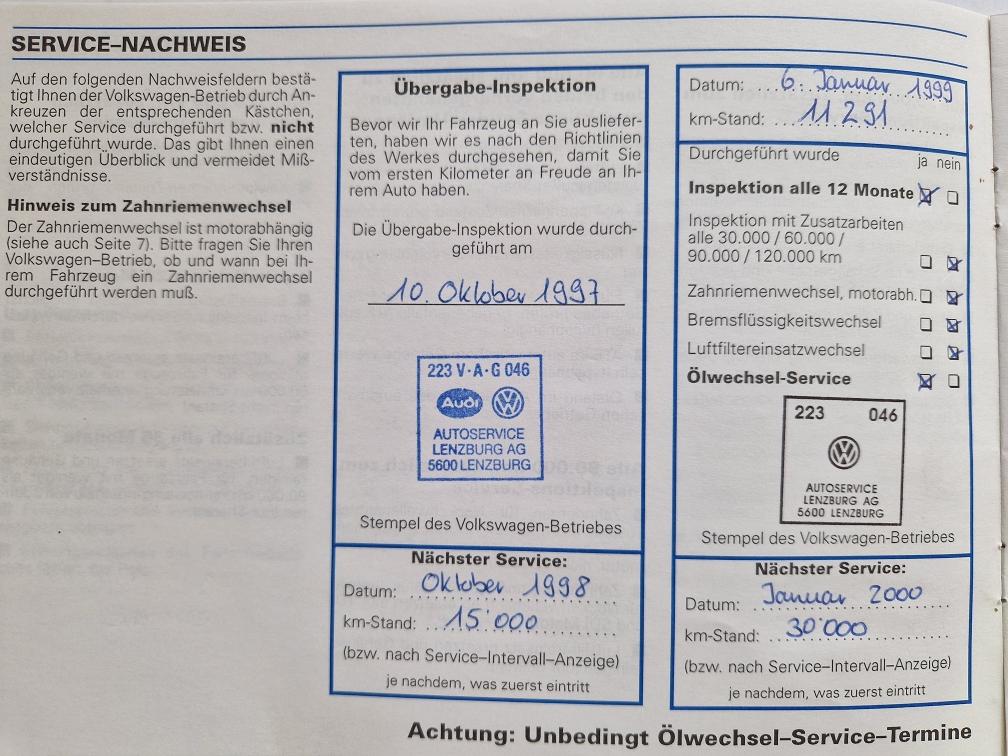 SERVICE–NACHWEIS
Auf den folgenden Nachweisfeldern bestä-
tigt Ihnen der Volkswagen-Betrieb durch An-
kreuzen der entsprechenden Kästchen,
welcher Service durchgeführt bzw. nicht
durchgeführt wurde. Das gibt Ihnen einen
eindeutigen Überblick und vermeidet Miß-
verständnisse.
Hinweis zum Zahnriemenwechsel
Der Zahnriemenwechsel ist motorabhängig
(siehe auch Seite 7). Bitte fragen Sie Ihren
Volkswagen–Betrieb, ob und wann bei Ih-
rem Fahrzeug ein Zahnriemenwechsel
durchgeführt werden muß.
Übergabe-Inspektion
Bevor wir Ihr Fahrzeug an Sie ausliefer-
ten, haben wir es nach den Richtlinien
des Werkes durchgesehen, damit Sie
vom ersten Kilometer an Freude an Ih-
rem Auto haben.
Die Übergabe-Inspektion wurde durch-
geführt am
10. Oktober 1997
223 V·A·G 046
Audi VW
AUTOSERVICE
LENZBURG AG
5600 LENZBURG
Stempel des Volkswagen-Betriebes
Nächster Service:
Datum: Oktober 1998
km-Stand: 15'000
(bzw. nach Service–Intervall–Anzeige)
je nachdem, was zuerst eintritt
Datum: 6. Januar 1999
km-Stand: 11291
Durchgeführt wurde ja nein
Inspektion alle 12 Monate
Inspektion mit Zusatzarbeiten
alle 30.000 / 60.000 /
90.000 / 120.000 km
Zahnriemenwechsel, motorabh.
Bremsflüssigkeitswechsel
Luftfiltereinsatzwechsel
Ölwechsel-Service
223 046
VW
AUTOSERVICE
LENZBURG AG
5600 LENZBURG
Stempel des Volkswagen-Betriebes
Nächster Service:
Datum: Januar 2000
km-Stand: 30'000
(bzw. nach Service–Intervall–Anzeige)
je nachdem, was zuerst eintritt
Achtung: Unbedingt Ölwechsel–Service–Termine